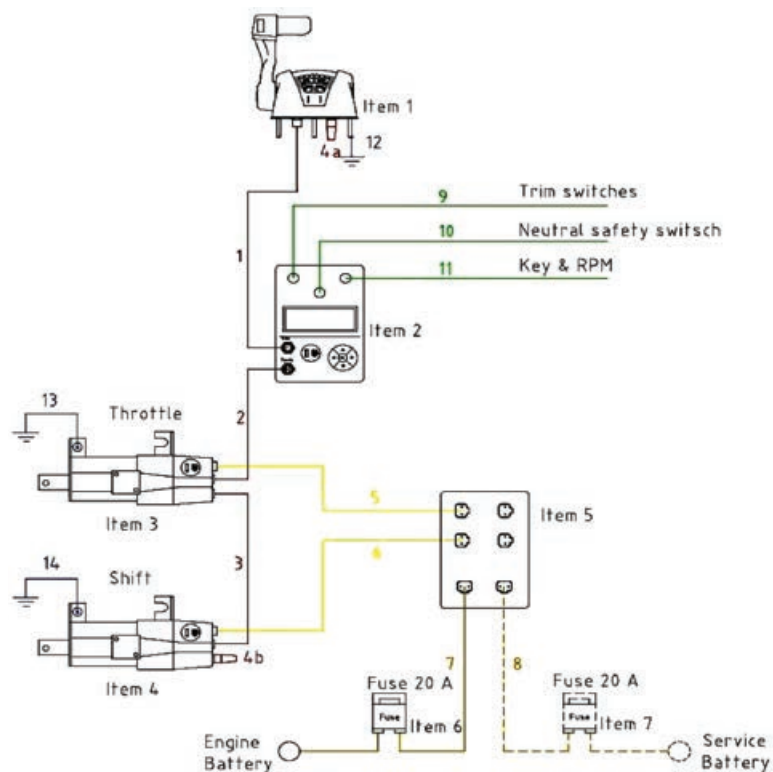 Item 1
12
4a
9
Trim switches
10
Neutral safety switsch
1
11
Key & RPM
Item 2
13
Throttle
2
5
Item 5
Item 3
6
14
Shift
3
4b
7
8
Item 4
Fuse 20 A
Fuse 20 A
Fuse
Item 6
Fuse
Item 7
Engine
Battery
Service
Battery